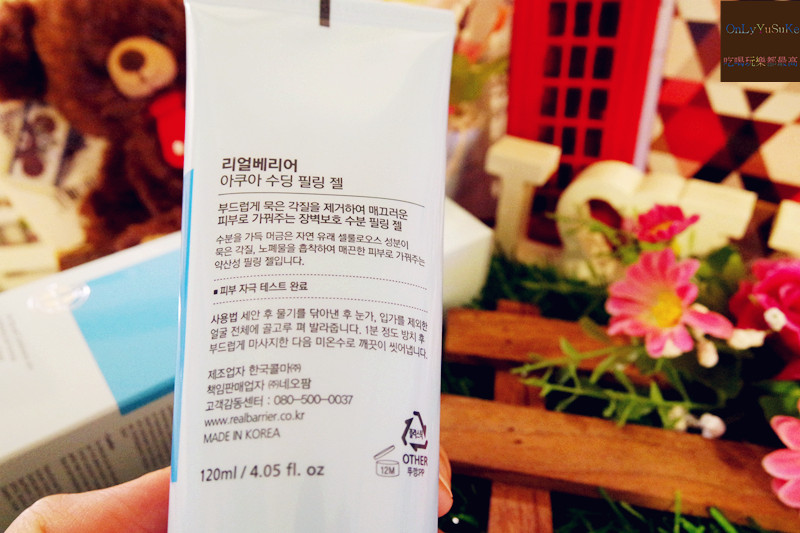 OnLyYuSuKo
吃喝玩樂都最高
리얼베리어
아쿠아 수딩 필링 젤
부드럽게 묵은 각질을 제거하여 매끄러운
피부로 가꿔주는 장벽보호 수분 필링 젤
수분을 가득 머금은 자연 유래 셀룰로오스 성분이
묵은 각질, 노폐물을 흡착하여 매끈한 피부로 가꿔주는
약산성 필링 젤입니다.
■ 피부 자극 테스트 완료
사용법 세안 후 물기를 닦아낸 후 눈가, 입가를 제외한
얼굴 전체에 골고루 펴 발라줍니다. 1분 정도 방치 후
부드럽게 마사지한 다음 미온수로 깨끗이 씻어냅니다.
제조업자 한국콜마㈜
책임판매업자 ㈜네오팜
고객감동센터 : 080-500-0037
www.realbarrier.co.kr
MADE IN KOREA
120ml / 4.05 fl. oz
12M
OTHER
뚜껑:PP